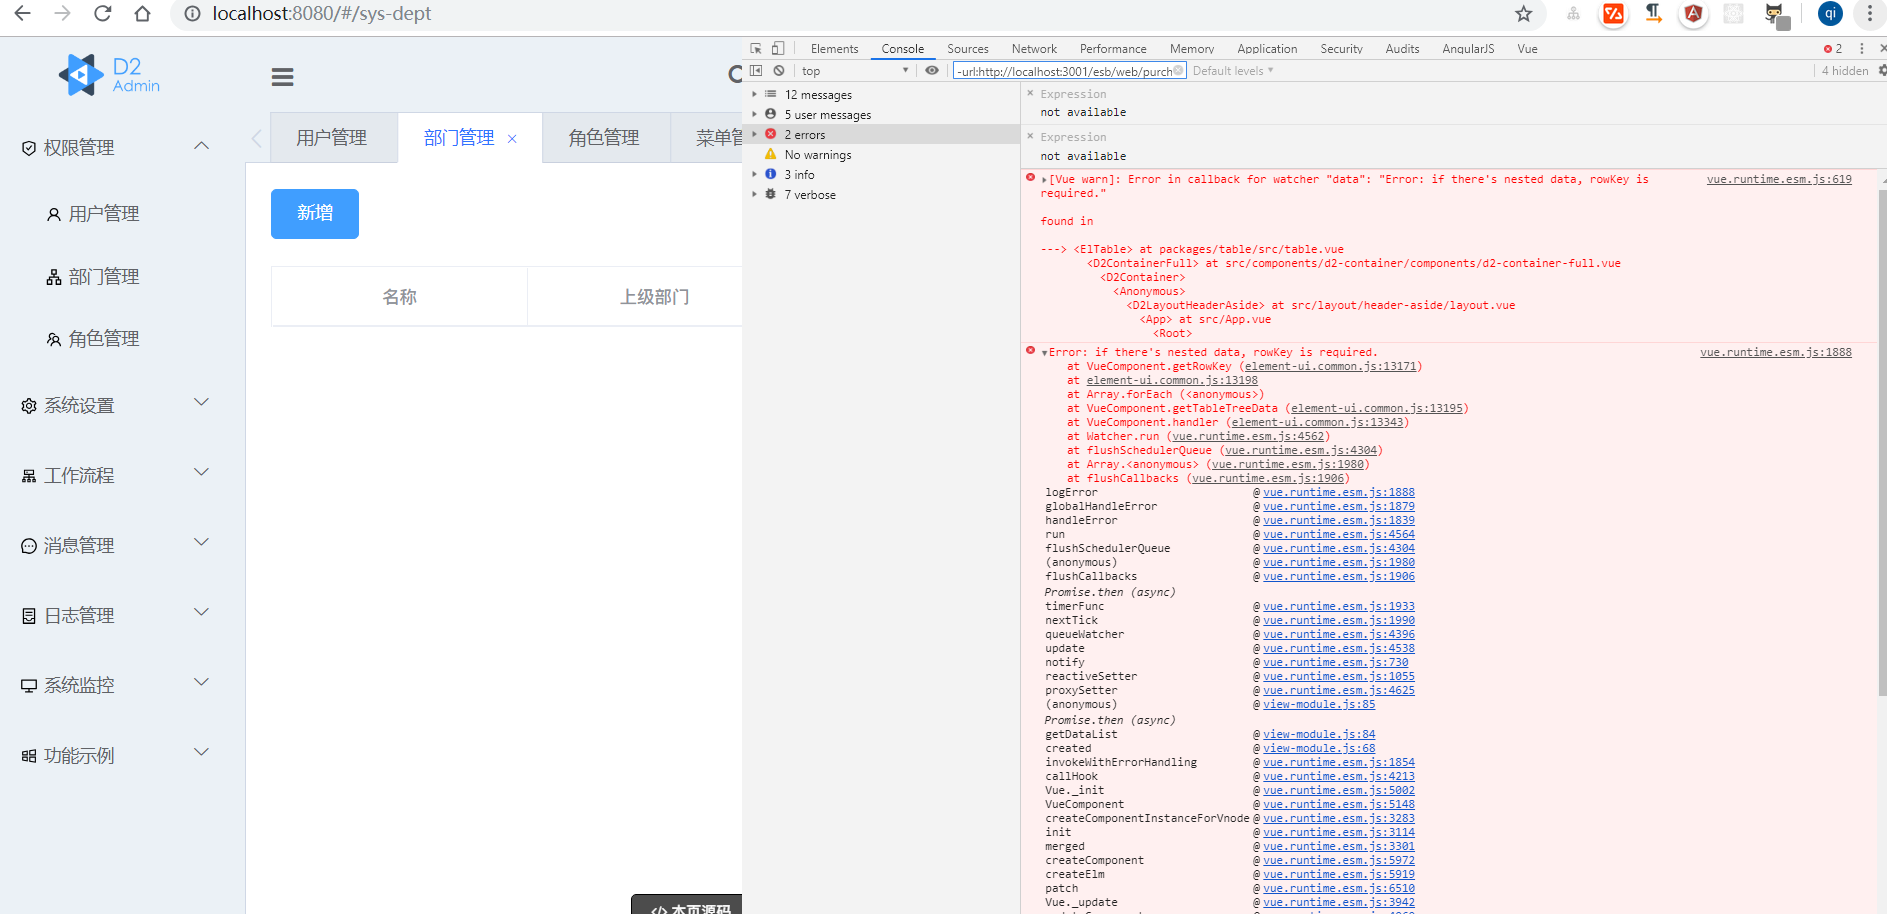 localhost:8080/#/sys-dept
qi
D2
Admin
权限管理
用户管理
部门管理
角色管理
系统设置
工作流程
消息管理
日志管理
系统监控
功能示例
用户管理
部门管理 ×
角色管理
菜单管
新增
名称
上级部门
</> 本页源码
Elements Console Sources Network Performance Memory Application Security Audits AngularJS Vue
2
top
-url:http://localhost:3001/esb/web/purch
Default levels
4 hidden
12 messages
5 user messages
2 errors
No warnings
3 info
7 verbose
× Expression
not available
× Expression
not available
[Vue warn]: Error in callback for watcher "data": "Error: if there's nested data, rowKey is vue.runtime.esm.js:619
required."
found in
---> <ElTable> at packages/table/src/table.vue
<D2ContainerFull> at src/components/d2-container/components/d2-container-full.vue
<D2Container>
<Anonymous>
<D2LayoutHeaderAside> at src/layout/header-aside/layout.vue
<App> at src/App.vue
<Root>
Error: if there's nested data, rowKey is required. vue.runtime.esm.js:1888
at VueComponent.getRowKey (element-ui.common.js:13171)
at element-ui.common.js:13198
at Array.forEach (<anonymous>)
at VueComponent.getTableTreeData (element-ui.common.js:13195)
at VueComponent.handler (element-ui.common.js:13343)
at Watcher.run (vue.runtime.esm.js:4562)
at flushSchedulerQueue (vue.runtime.esm.js:4304)
at Array.<anonymous> (vue.runtime.esm.js:1980)
at flushCallbacks (vue.runtime.esm.js:1906)
logError @ vue.runtime.esm.js:1888
globalHandleError @ vue.runtime.esm.js:1879
handleError @ vue.runtime.esm.js:1839
run @ vue.runtime.esm.js:4564
flushSchedulerQueue @ vue.runtime.esm.js:4304
(anonymous) @ vue.runtime.esm.js:1980
flushCallbacks @ vue.runtime.esm.js:1906
Promise.then (async)
timerFunc @ vue.runtime.esm.js:1933
nextTick @ vue.runtime.esm.js:1990
queueWatcher @ vue.runtime.esm.js:4396
update @ vue.runtime.esm.js:4538
notify @ vue.runtime.esm.js:730
reactiveSetter @ vue.runtime.esm.js:1055
proxySetter @ vue.runtime.esm.js:4625
(anonymous) @ view-module.js:85
Promise.then (async)
getDataList @ view-module.js:84
created @ view-module.js:68
invokeWithErrorHandling @ vue.runtime.esm.js:1854
callHook @ vue.runtime.esm.js:4213
Vue._init @ vue.runtime.esm.js:5002
VueComponent @ vue.runtime.esm.js:5148
createComponentInstanceForVnode @ vue.runtime.esm.js:3283
init @ vue.runtime.esm.js:3114
merged @ vue.runtime.esm.js:3301
createComponent @ vue.runtime.esm.js:5972
createElm @ vue.runtime.esm.js:5919
patch @ vue.runtime.esm.js:6510
Vue._update @ vue.runtime.esm.js:3942